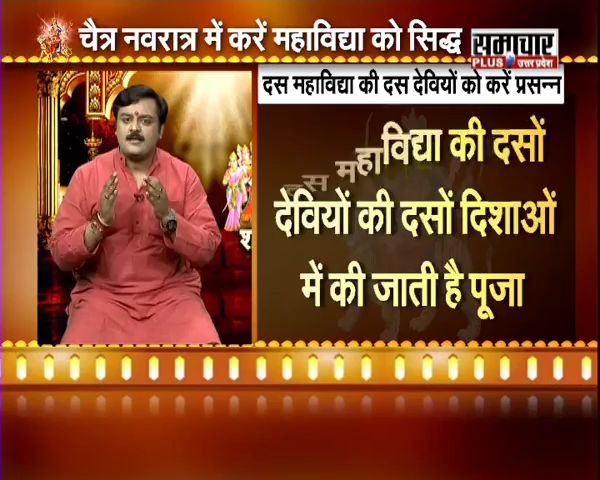 चैत्र नवरात्र में करें महाविद्या को सिद्ध
समाचार
PLUS उत्तर प्रदेश
दस महाविद्या की दस देवियों को करें प्रसन्न
दस महाविद्या की दसों
देवियों की दसों दिशाओं
में की जाती है पूजा